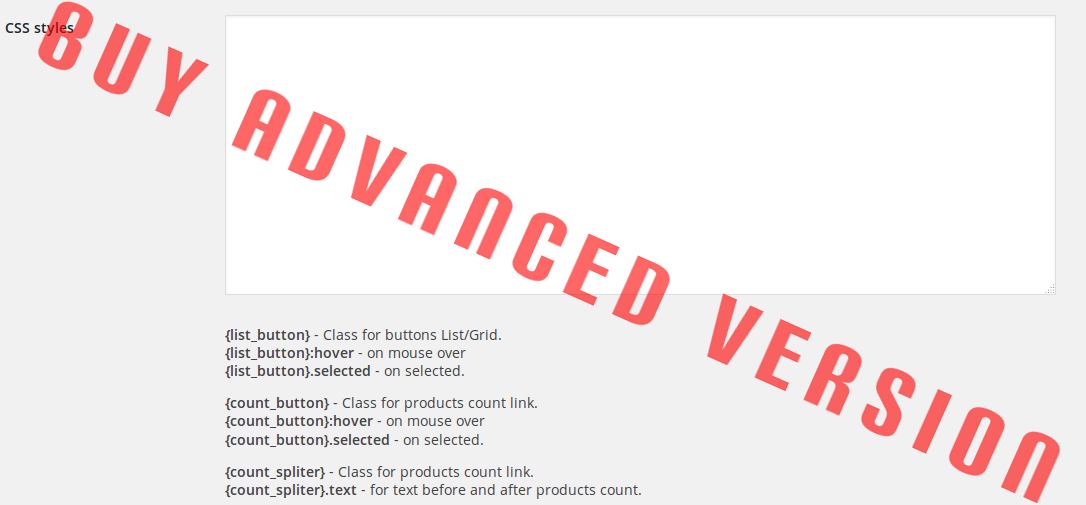 CSS styles
BUY ADVANCED VERSION
{list_button} - Class for buttons List/Grid.
{list_button}:hover - on mouse over
{list_button}.selected - on selected.
{count_button} - Class for products count link.
{count_button}:hover - on mouse over
{count_button}.selected - on selected.
{count_spliter} - Class for products count link.
{count_spliter}.text - for text before and after products count.